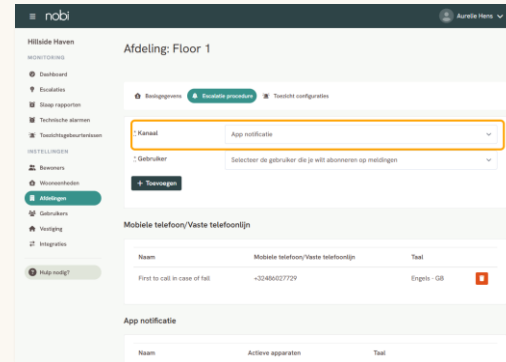 nobi
Aurelie Hens
Hillside Haven
MONITORING
Dashboard
Escalaties
Slaap rapporten
Technische alarmen
Toezichtsgebeurtenissen
INSTELLINGEN
Bewoners
Wooneenheden
Afdelingen
Gebruikers
Vestiging
Integraties
Hulp nodig?
Afdeling: Floor 1
Basisgegevens
Escalatie procedure
Toezicht configuraties
* Kanaal
App notificatie
* Gebruiker
Selecteer de gebruiker die je wilt abonneren op meldingen
+ Toevoegen
Mobiele telefoon/Vaste telefoonlijn
Naam Mobiele telefoon/Vaste telefoonlijn Taal
First to call in case of fall +32486027729 Engels - GB
App notificatie
Naam Actieve apparaten Taal